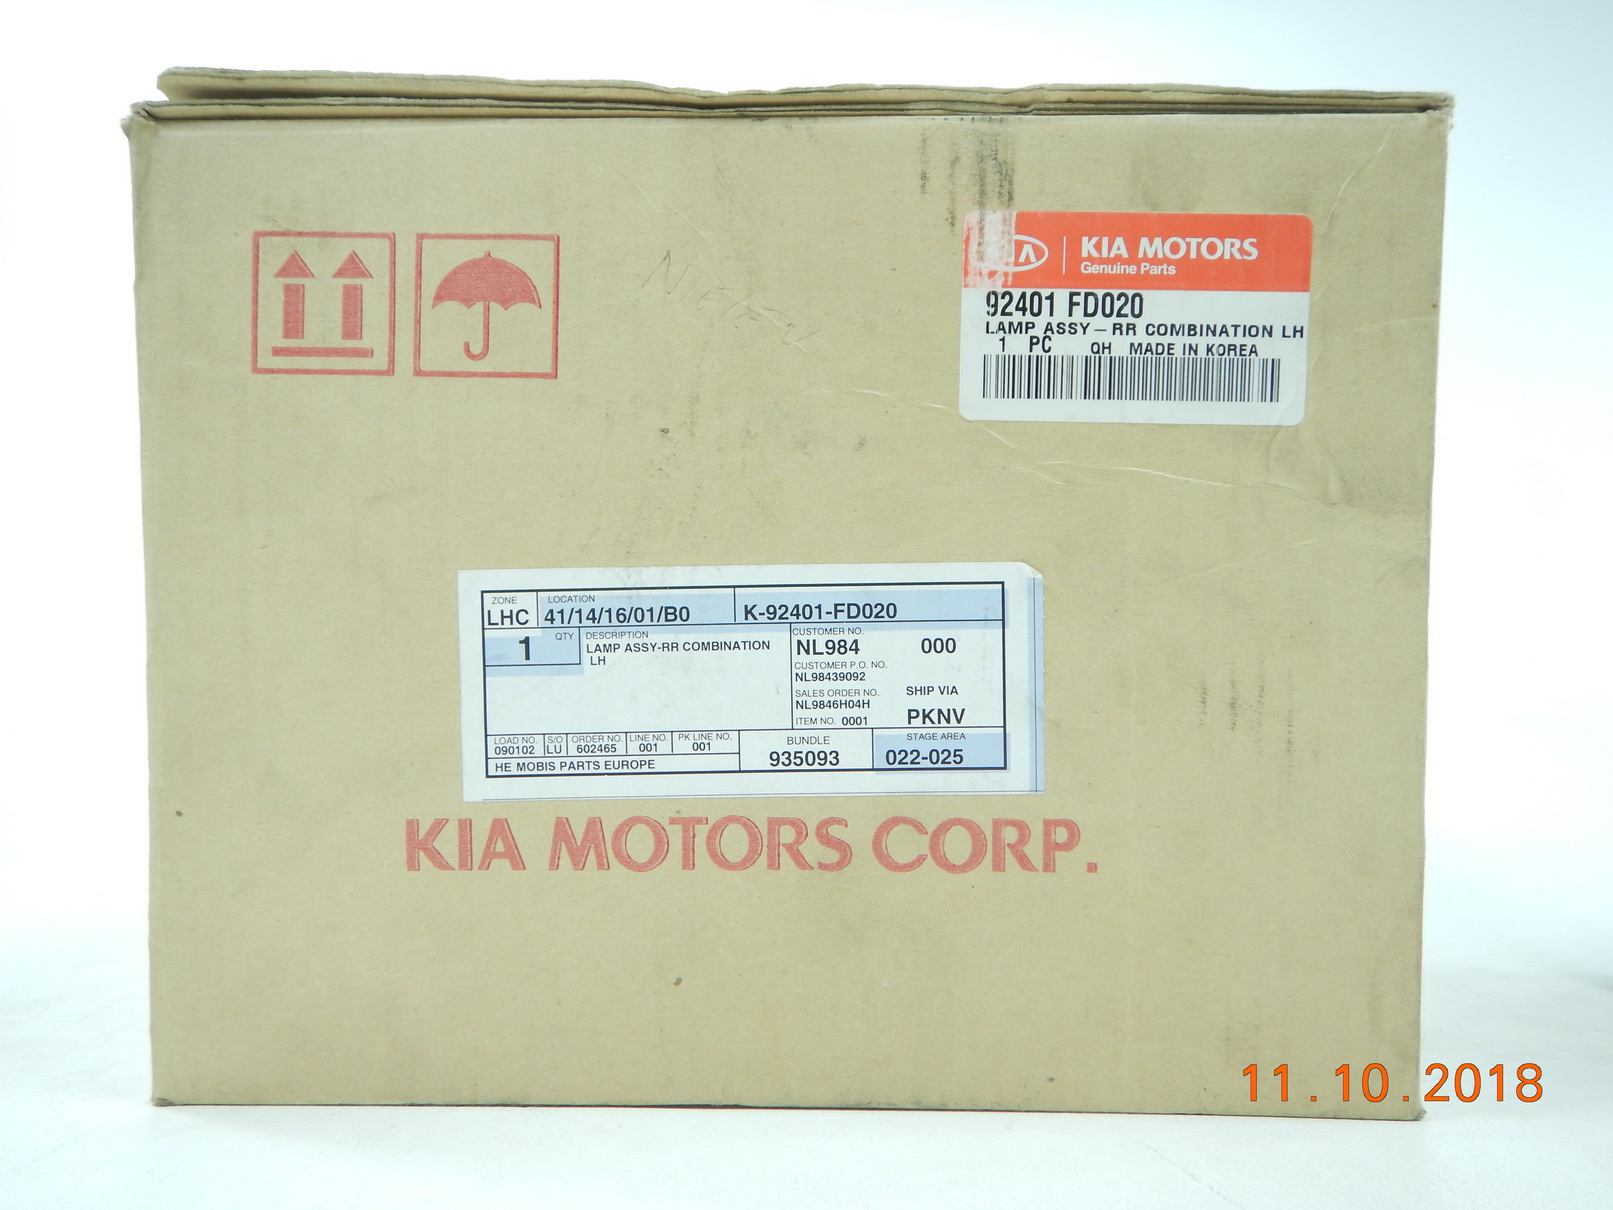 KIA MOTORS
Genuine Parts
92401 FD020
LAMP ASSY-RR COMBINATION LH
1 PC QH MADE IN KOREA
ZONE LOCATION
LHC 41/14/16/01/B0 K-92401-FD020
1 QTY DESCRIPTION
LAMP ASSY-RR COMBINATION
LH
CUSTOMER NO.
NL984 000
CUSTOMER P.O. NO.
NL98439092
SALES ORDER NO. SHIP VIA
NL9846H04H
ITEM NO. 0001 PKNV
LOAD NO. S/O ORDER NO. LINE NO. PK LINE NO. BUNDLE STAGE AREA
090102 LU 602465 001 001 935093 022-025
HE MOBIS PARTS EUROPE
KIA MOTORS CORP.
11.10.2018